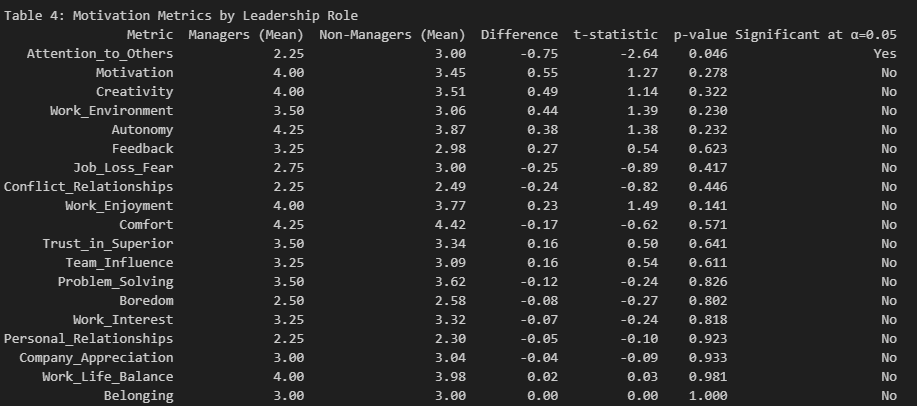 Table 4: Motivation Metrics by Leadership Role
Metric Managers (Mean) Non-Managers (Mean) Difference t-statistic p-value Significant at α=0.05
Attention_to_Others 2.25 3.00 -0.75 -2.64 0.046 Yes
Motivation 4.00 3.45 0.55 1.27 0.278 No
Creativity 4.00 3.51 0.49 1.14 0.322 No
Work_Environment 3.50 3.06 0.44 1.39 0.230 No
Autonomy 4.25 3.87 0.38 1.38 0.232 No
Feedback 3.25 2.98 0.27 0.54 0.623 No
Job_Loss_Fear 2.75 3.00 -0.25 -0.89 0.417 No
Conflict_Relationships 2.25 2.49 -0.24 -0.82 0.446 No
Work_Enjoyment 4.00 3.77 0.23 1.49 0.141 No
Comfort 4.25 4.42 -0.17 -0.62 0.571 No
Trust_in_Superior 3.50 3.34 0.16 0.50 0.641 No
Team_Influence 3.25 3.09 0.16 0.54 0.611 No
Problem_Solving 3.50 3.62 -0.12 -0.24 0.826 No
Boredom 2.50 2.58 -0.08 -0.27 0.802 No
Work_Interest 3.25 3.32 -0.07 -0.24 0.818 No
Personal_Relationships 2.25 2.30 -0.05 -0.10 0.923 No
Company_Appreciation 3.00 3.04 -0.04 -0.09 0.933 No
Work_Life_Balance 4.00 3.98 0.02 0.03 0.981 No
Belonging 3.00 3.00 0.00 0.00 1.000 No